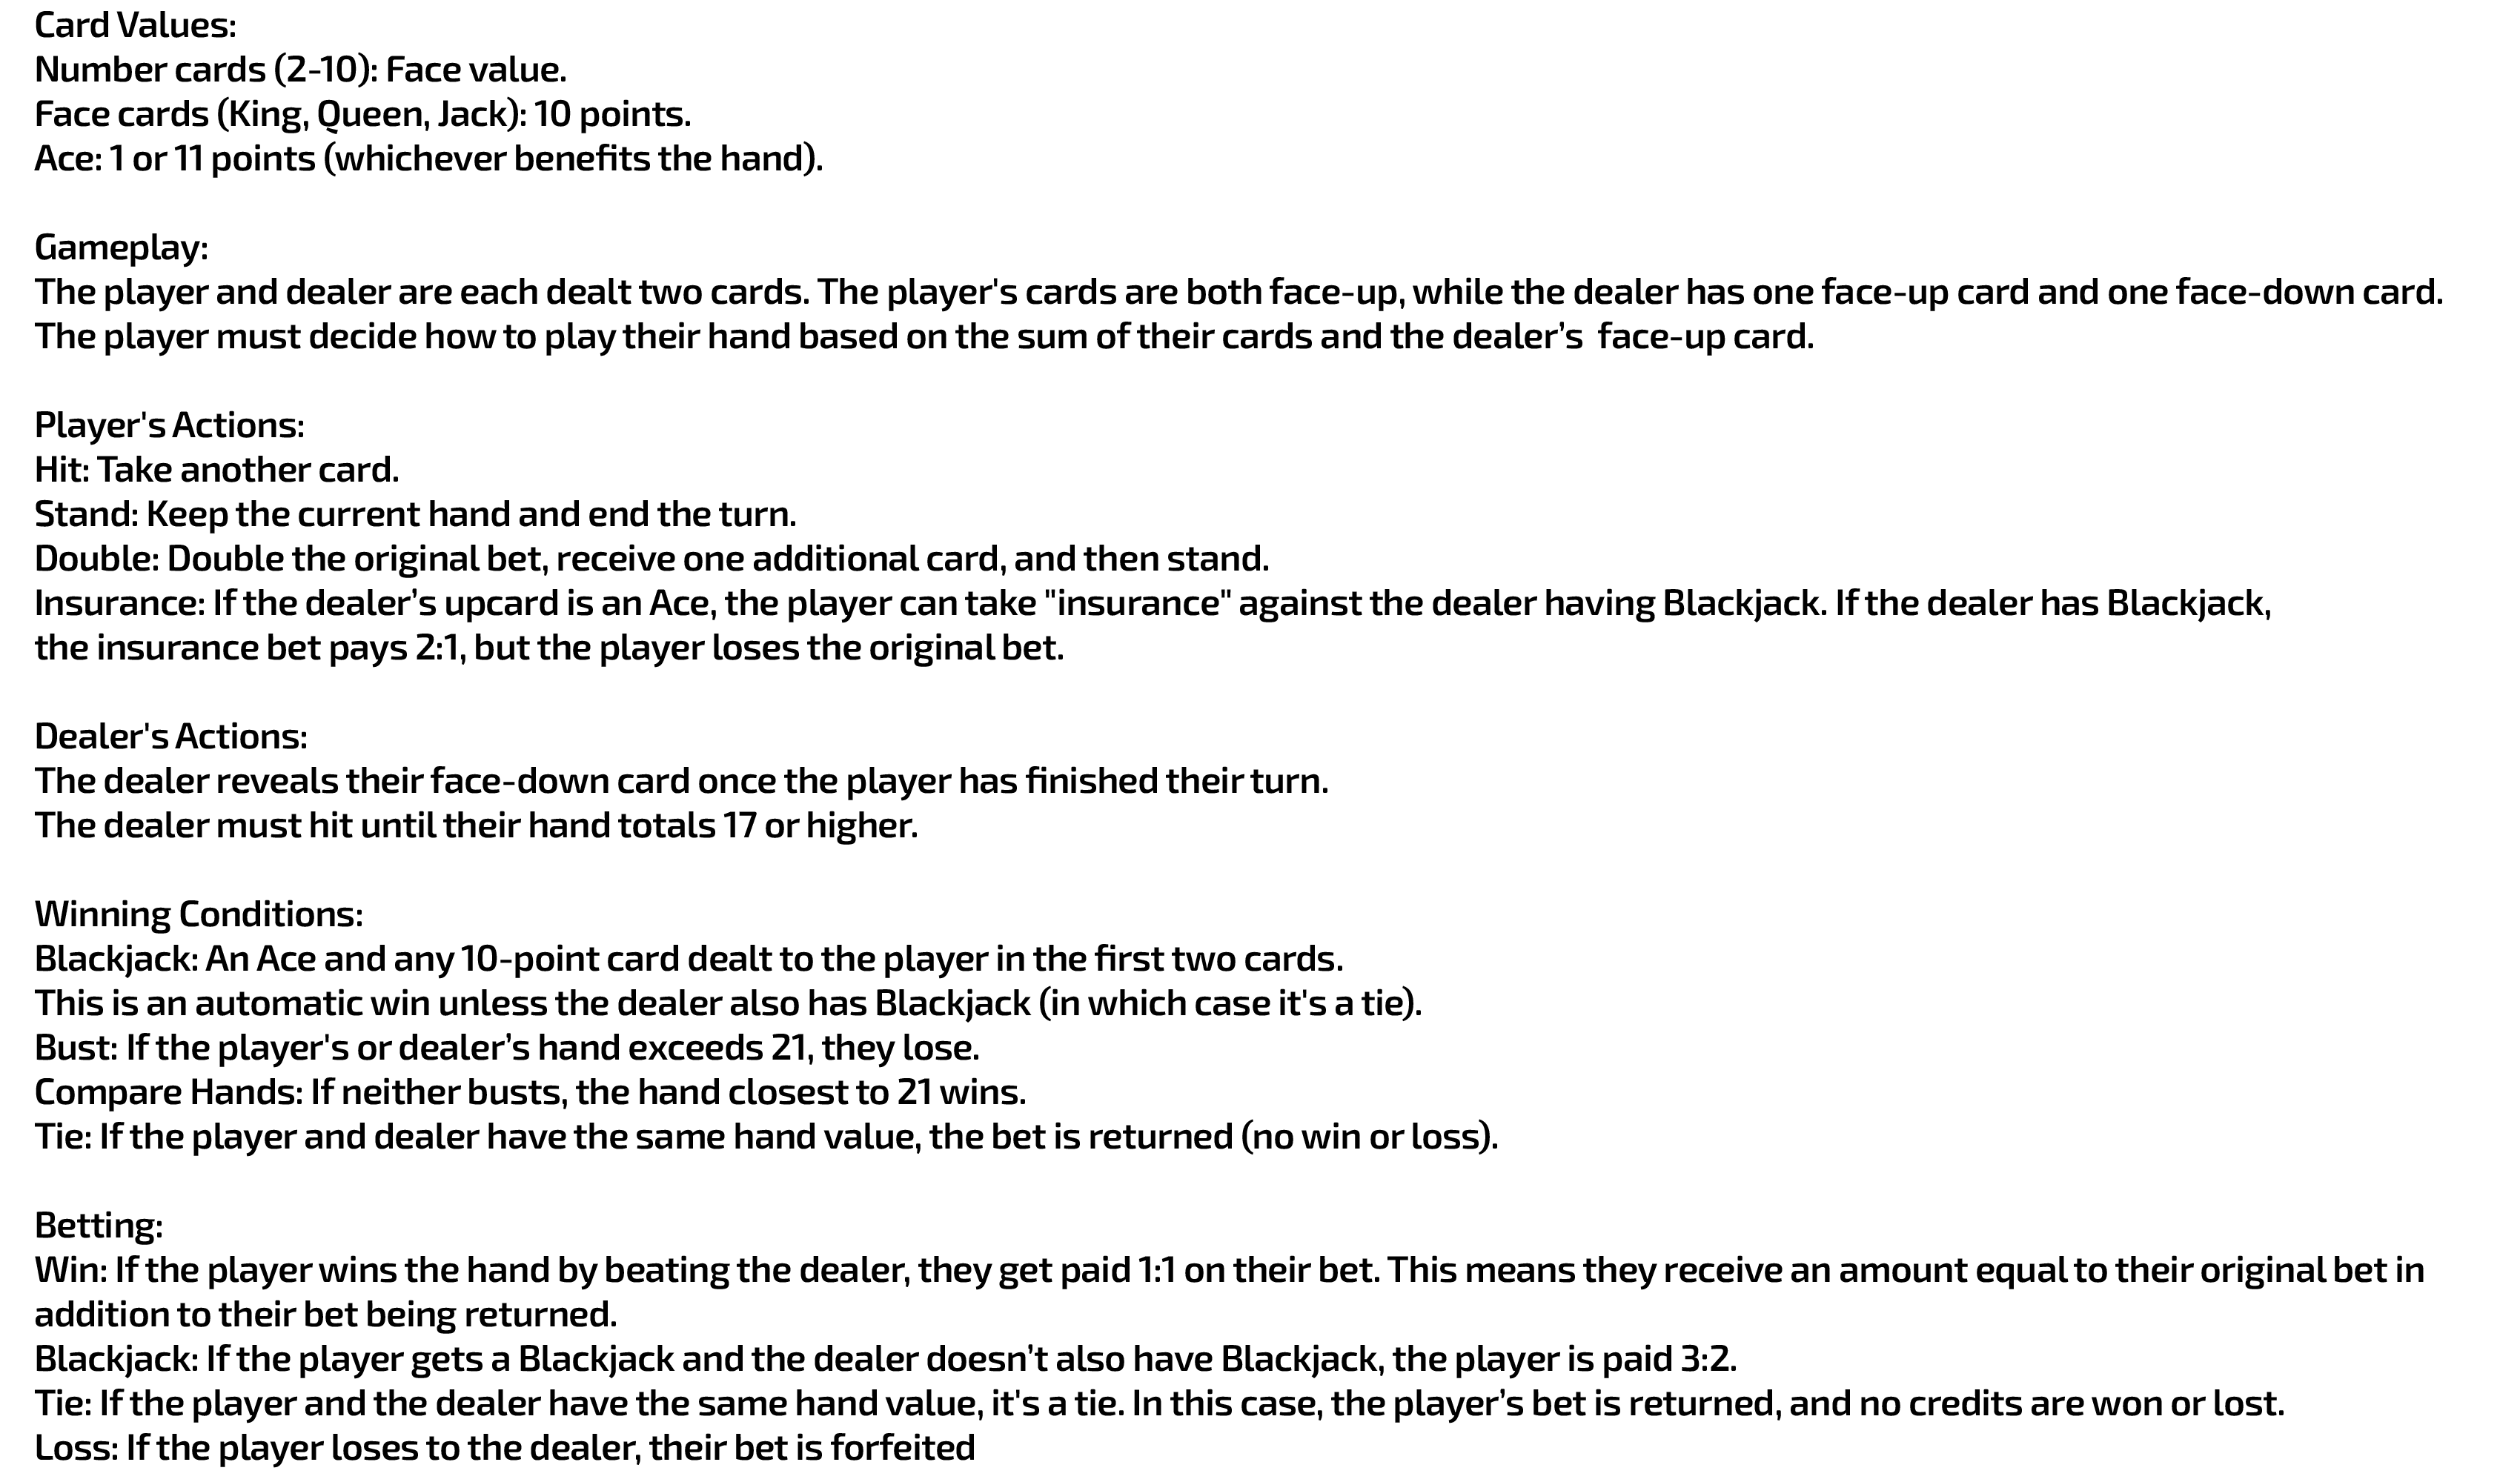 Card Values:
Number cards (2-10): Face value.
Face cards (King, Queen, Jack): 10 points.
Ace: 1 or 11 points (whichever benefits the hand).
Gameplay:
The player and dealer are each dealt two cards. The player's cards are both face-up, while the dealer has one face-up card and one face-down card.
The player must decide how to play their hand based on the sum of their cards and the dealer’s  face-up card.
Player's Actions:
Hit: Take another card.
Stand: Keep the current hand and end the turn.
Double: Double the original bet, receive one additional card, and then stand.
Insurance: If the dealer’s upcard is an Ace, the player can take "insurance" against the dealer having Blackjack. If the dealer has Blackjack,
the insurance bet pays 2:1, but the player loses the original bet.
Dealer's Actions:
The dealer reveals their face-down card once the player has finished their turn.
The dealer must hit until their hand totals 17 or higher.
Winning Conditions:
Blackjack: An Ace and any 10-point card dealt to the player in the first two cards.
This is an automatic win unless the dealer also has Blackjack (in which case it's a tie).
Bust: If the player's or dealer’s hand exceeds 21, they lose.
Compare Hands: If neither busts, the hand closest to 21 wins.
Tie: If the player and dealer have the same hand value, the bet is returned (no win or loss).
Betting:
Win: If the player wins the hand by beating the dealer, they get paid 1:1 on their bet. This means they receive an amount equal to their original bet in
addition to their bet being returned.
Blackjack: If the player gets a Blackjack and the dealer doesn’t also have Blackjack, the player is paid 3:2.
Tie: If the player and the dealer have the same hand value, it's a tie. In this case, the player’s bet is returned, and no credits are won or lost.
Loss: If the player loses to the dealer, their bet is forfeited